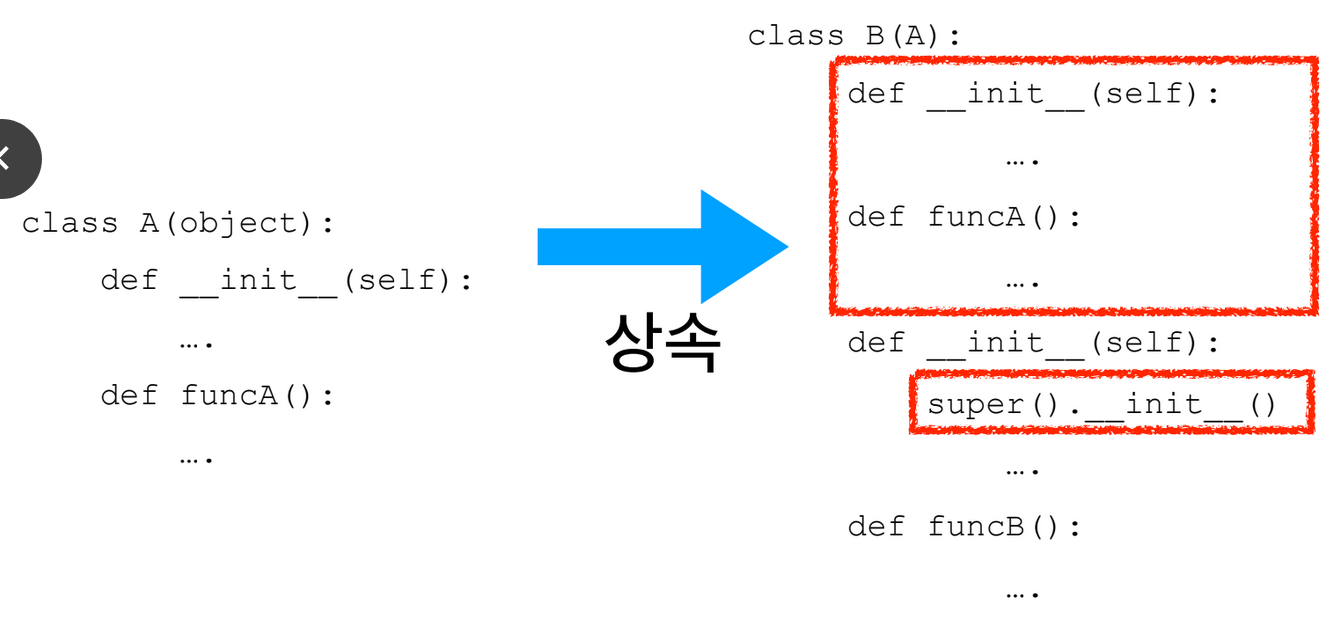 class A(object):
def __init__(self):
….
def funcA():
….
상속
class B(A):
def __init__(self):
….
def funcA():
….
def __init__(self):
super().__init__()
….
def funcB():
….